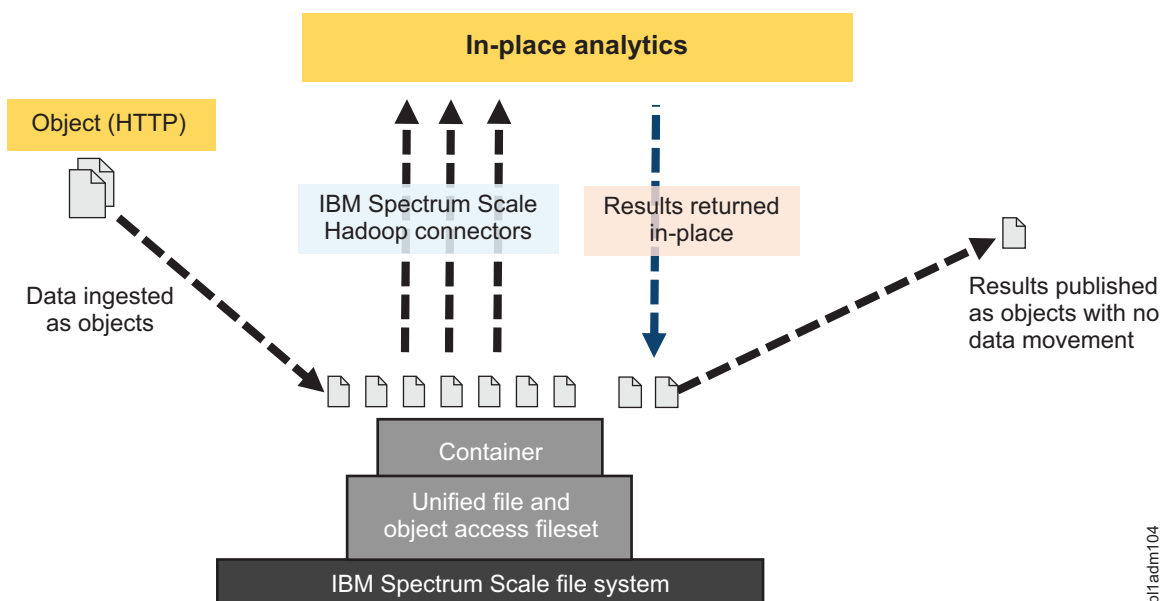 In-place analytics
Object (HTTP)
IBM Spectrum Scale
Hadoop connectors
Results returned
in-place
Data ingested
as objects
Results published
as objects with no
data movement
Container
Unified file and
object access fileset
IBM Spectrum Scale file system